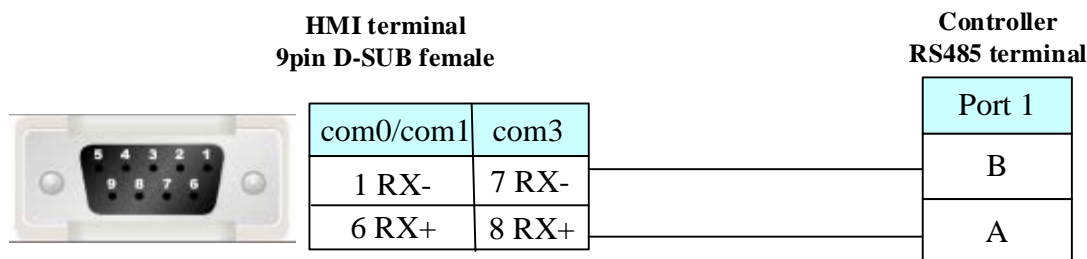 HMI terminal
9pin D-SUB female
Controller
RS485 terminal
com0/com1 com3
Port 1
5 4 3 2 1
9 8 7 6
1 RX- 7 RX-
B
6 RX+ 8 RX+
A